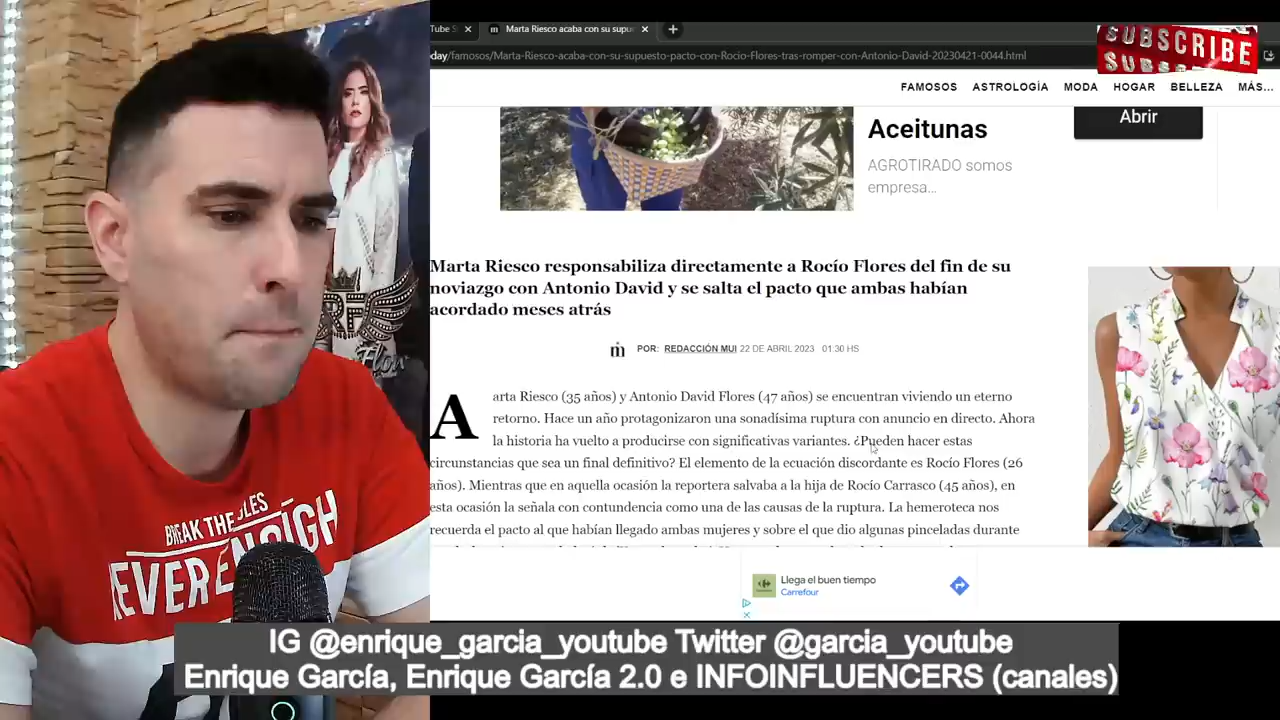 Tube S
Marta Riesco acaba con su supu
day/famosos/Marta-Riesco-acaba-con-su-supuesto-pacto-con-Rocio-Flores-tras-romper-con-Antonio-David-20230421-0044.html
SUBSCRIBE
FAMOSOS ASTROLOGÍA MODA HOGAR BELLEZA MÁS...
Aceitunas
AGROTIRADO somos
empresa...
Abrir
Marta Riesco responsabiliza directamente a Rocío Flores del fin de su
noviazgo con Antonio David y se salta el pacto que ambas habían
acordado meses atrás
POR: REDACCIÓN MUI 22 DE ABRIL 2023 01:30 HS
A arta Riesco (35 años) y Antonio David Flores (47 años) se encuentran viviendo un eterno
retorno. Hace un año protagonizaron una sonadísima ruptura con anuncio en directo. Ahora
la historia ha vuelto a producirse con significativas variantes. ¿Pueden hacer estas
circunstancias que sea un final definitivo? El elemento de la ecuación discordante es Rocío Flores (26
años). Mientras que en aquella ocasión la reportera salvaba a la hija de Rocío Carrasco (45 años), en
esta ocasión la señala con contundencia como una de las causas de la ruptura. La hemeroteca nos
recuerda el pacto al que habían llegado ambas mujeres y sobre el que dio algunas pinceladas durante
Llega el buen tiempo
Carrefour
RF
Flor
BREAK THE RULES
NEVER ENOUGH
IG @enrique_garcia_youtube Twitter @garcia_youtube
Enrique García, Enrique García 2.0 e INFOINFLUENCERS (canales)